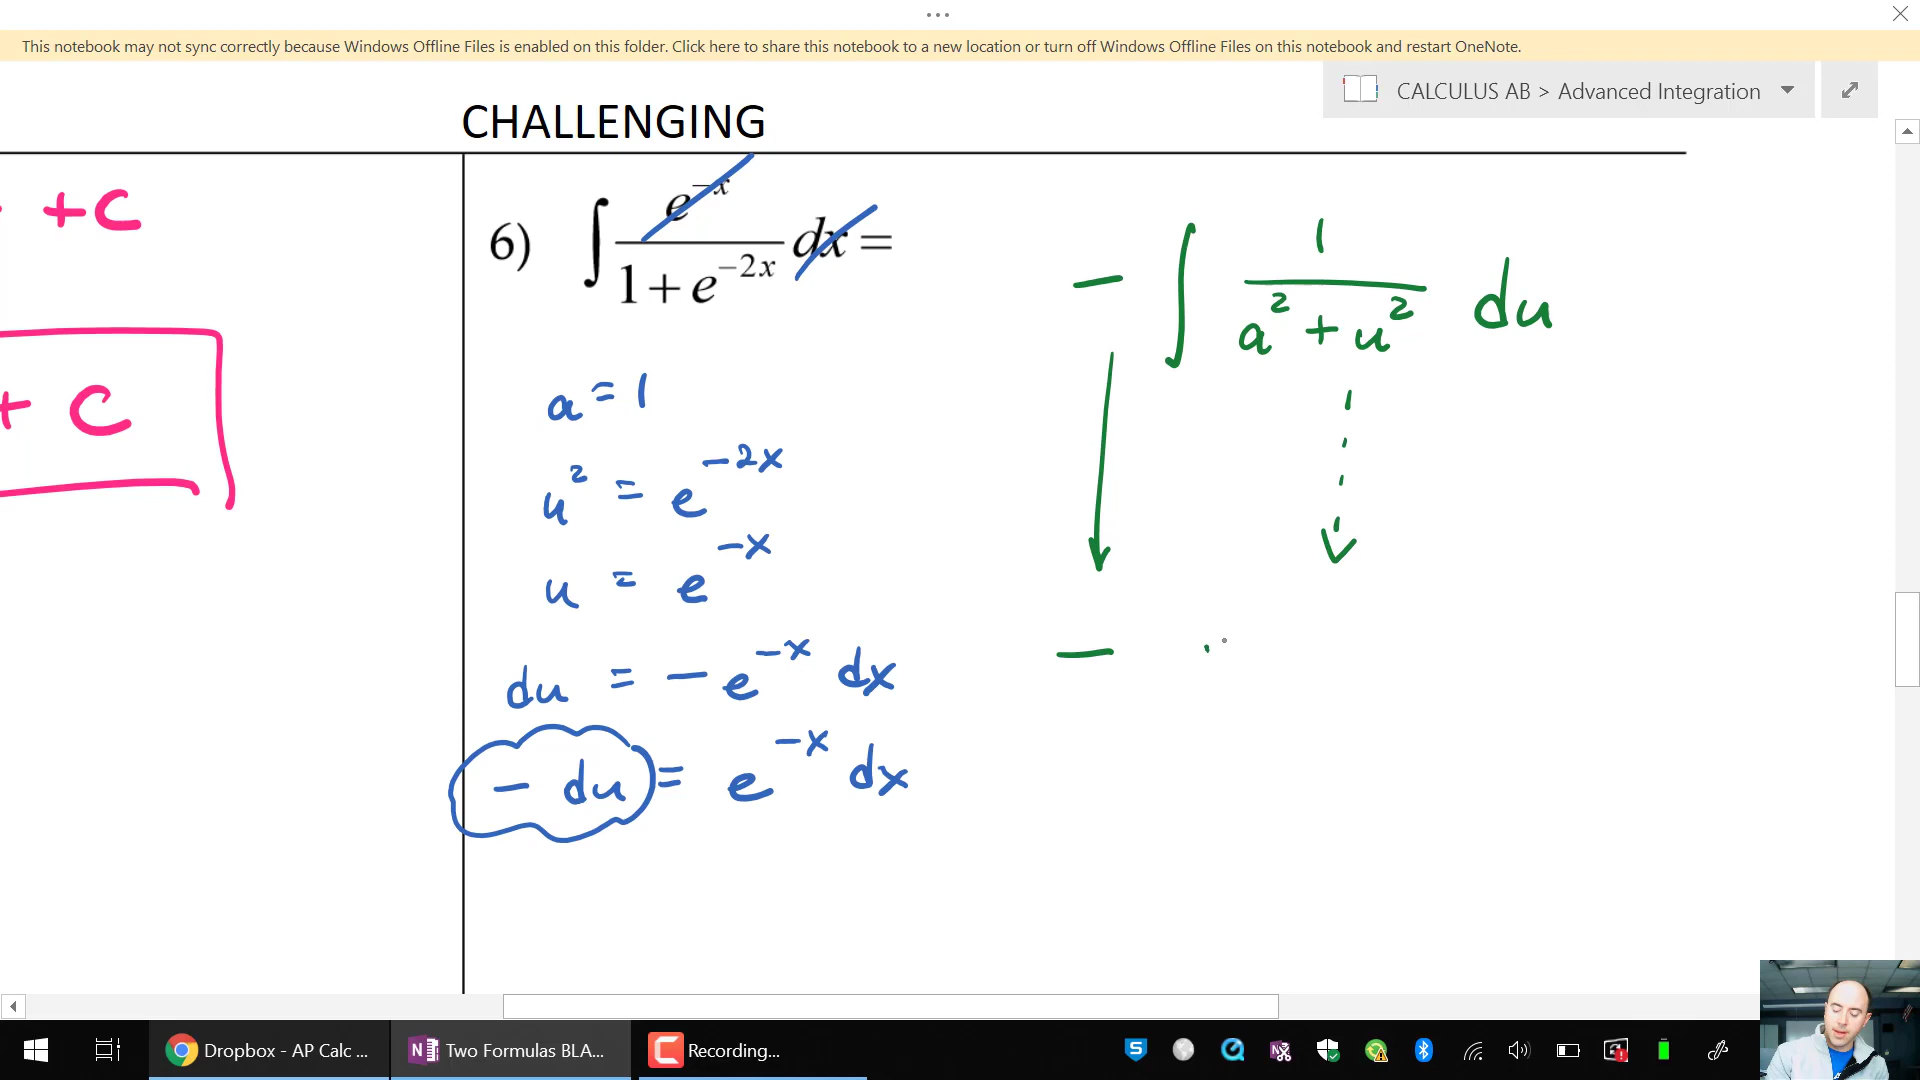 This notebook may not sync correctly because Windows Offline Files is enabled on this folder. Click here to share this notebook to a new location or turn off Windows Offline Files on this notebook and restart OneNote.
CALCULUS AB > Advanced Integration
CHALLENGING
+C
+ C
6) ∫ e^{-x} / (1+e^{-2x}) dx =
a = 1
u² = e^{-2x}
u = e^{-x}
du = - e^{-x} dx
- du = e^{-x} dx
- ∫ 1 / (a² + u²) du
-
Dropbox - AP Calc ...
Two Formulas BLA...
Recording...